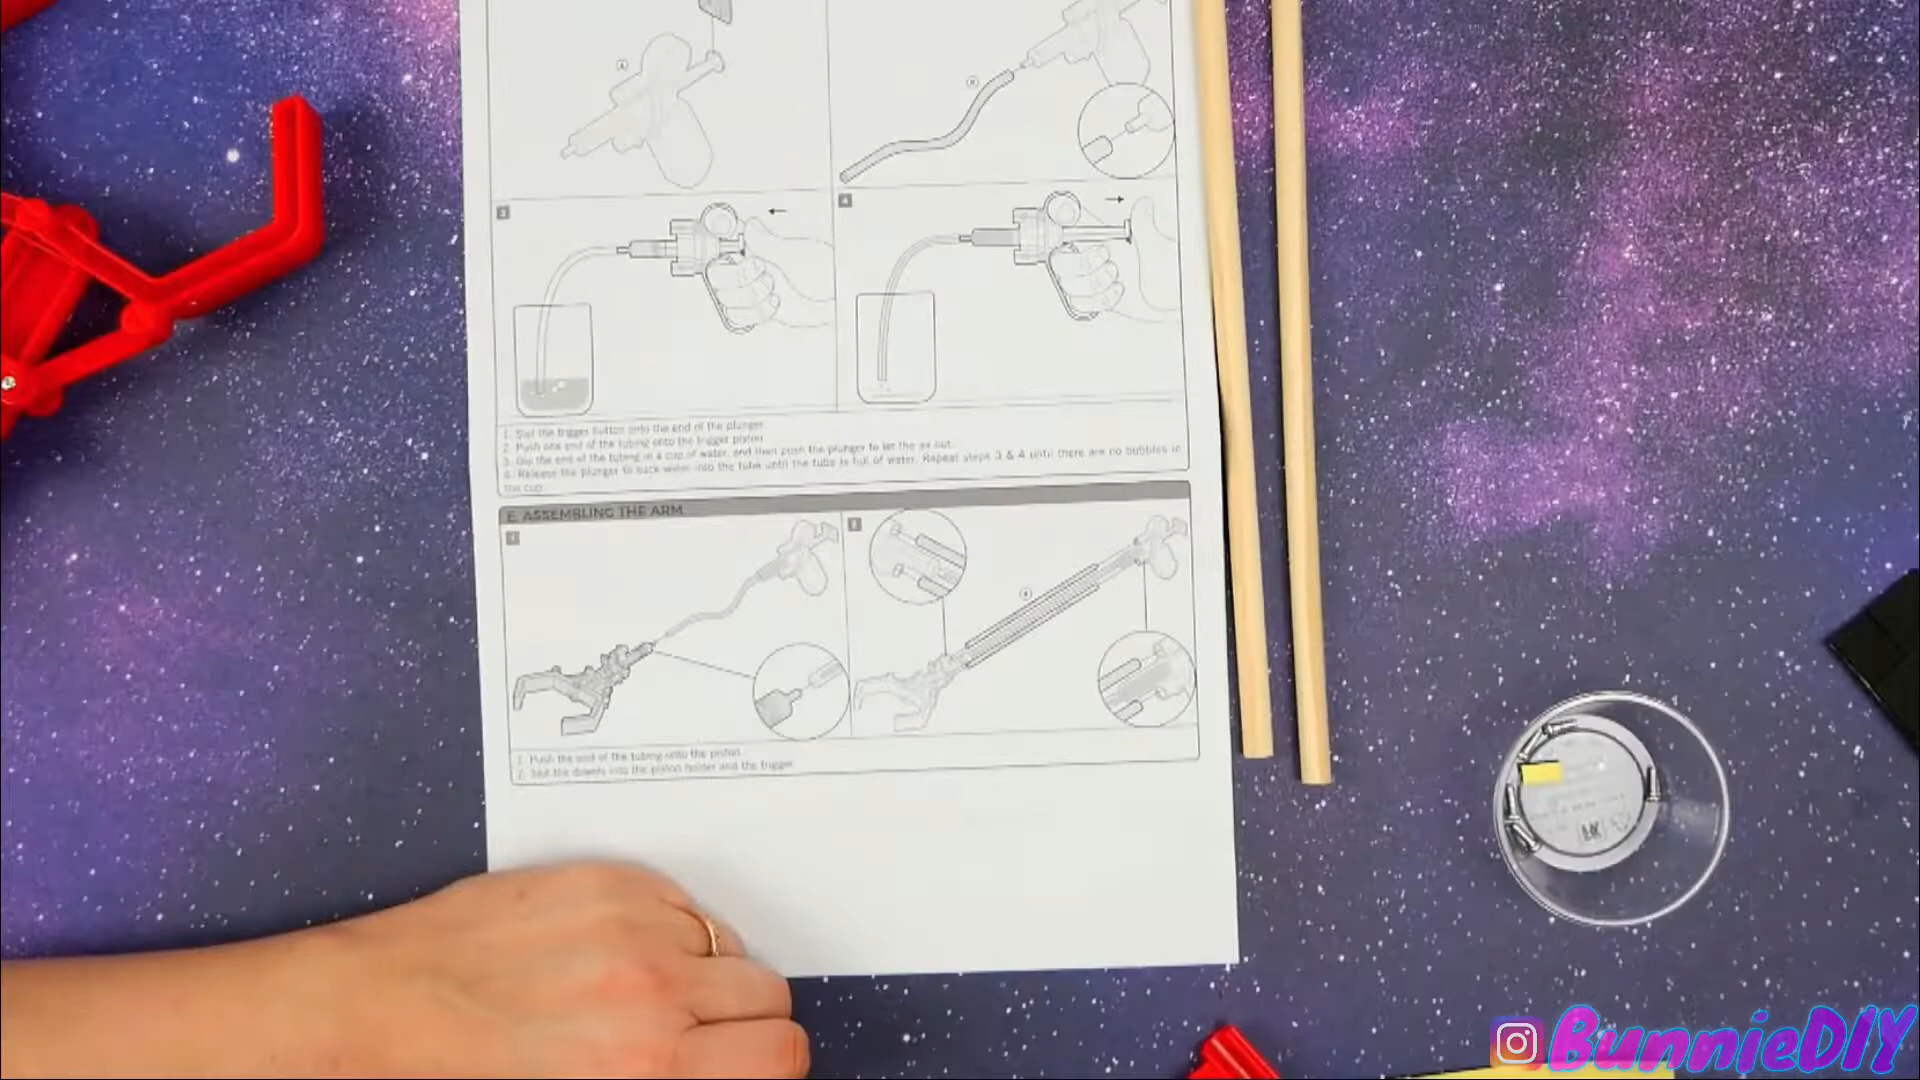 3
4
1. Slot the trigger button onto the end of the plunger.
2. Push one end of the tubing onto the trigger piston.
3. Dip the end of the tubing in a cup of water, and then push the plunger to let the air out.
4. Release the plunger to suck water into the tube until the tube is full of water. Repeat steps 3 & 4 until there are no bubbles in
the cup.
E. ASSEMBLING THE ARM
1
2
1. Push the end of the tubing onto the piston.
2. Slot the dowels into the piston holder and the trigger.
BunnieDIY